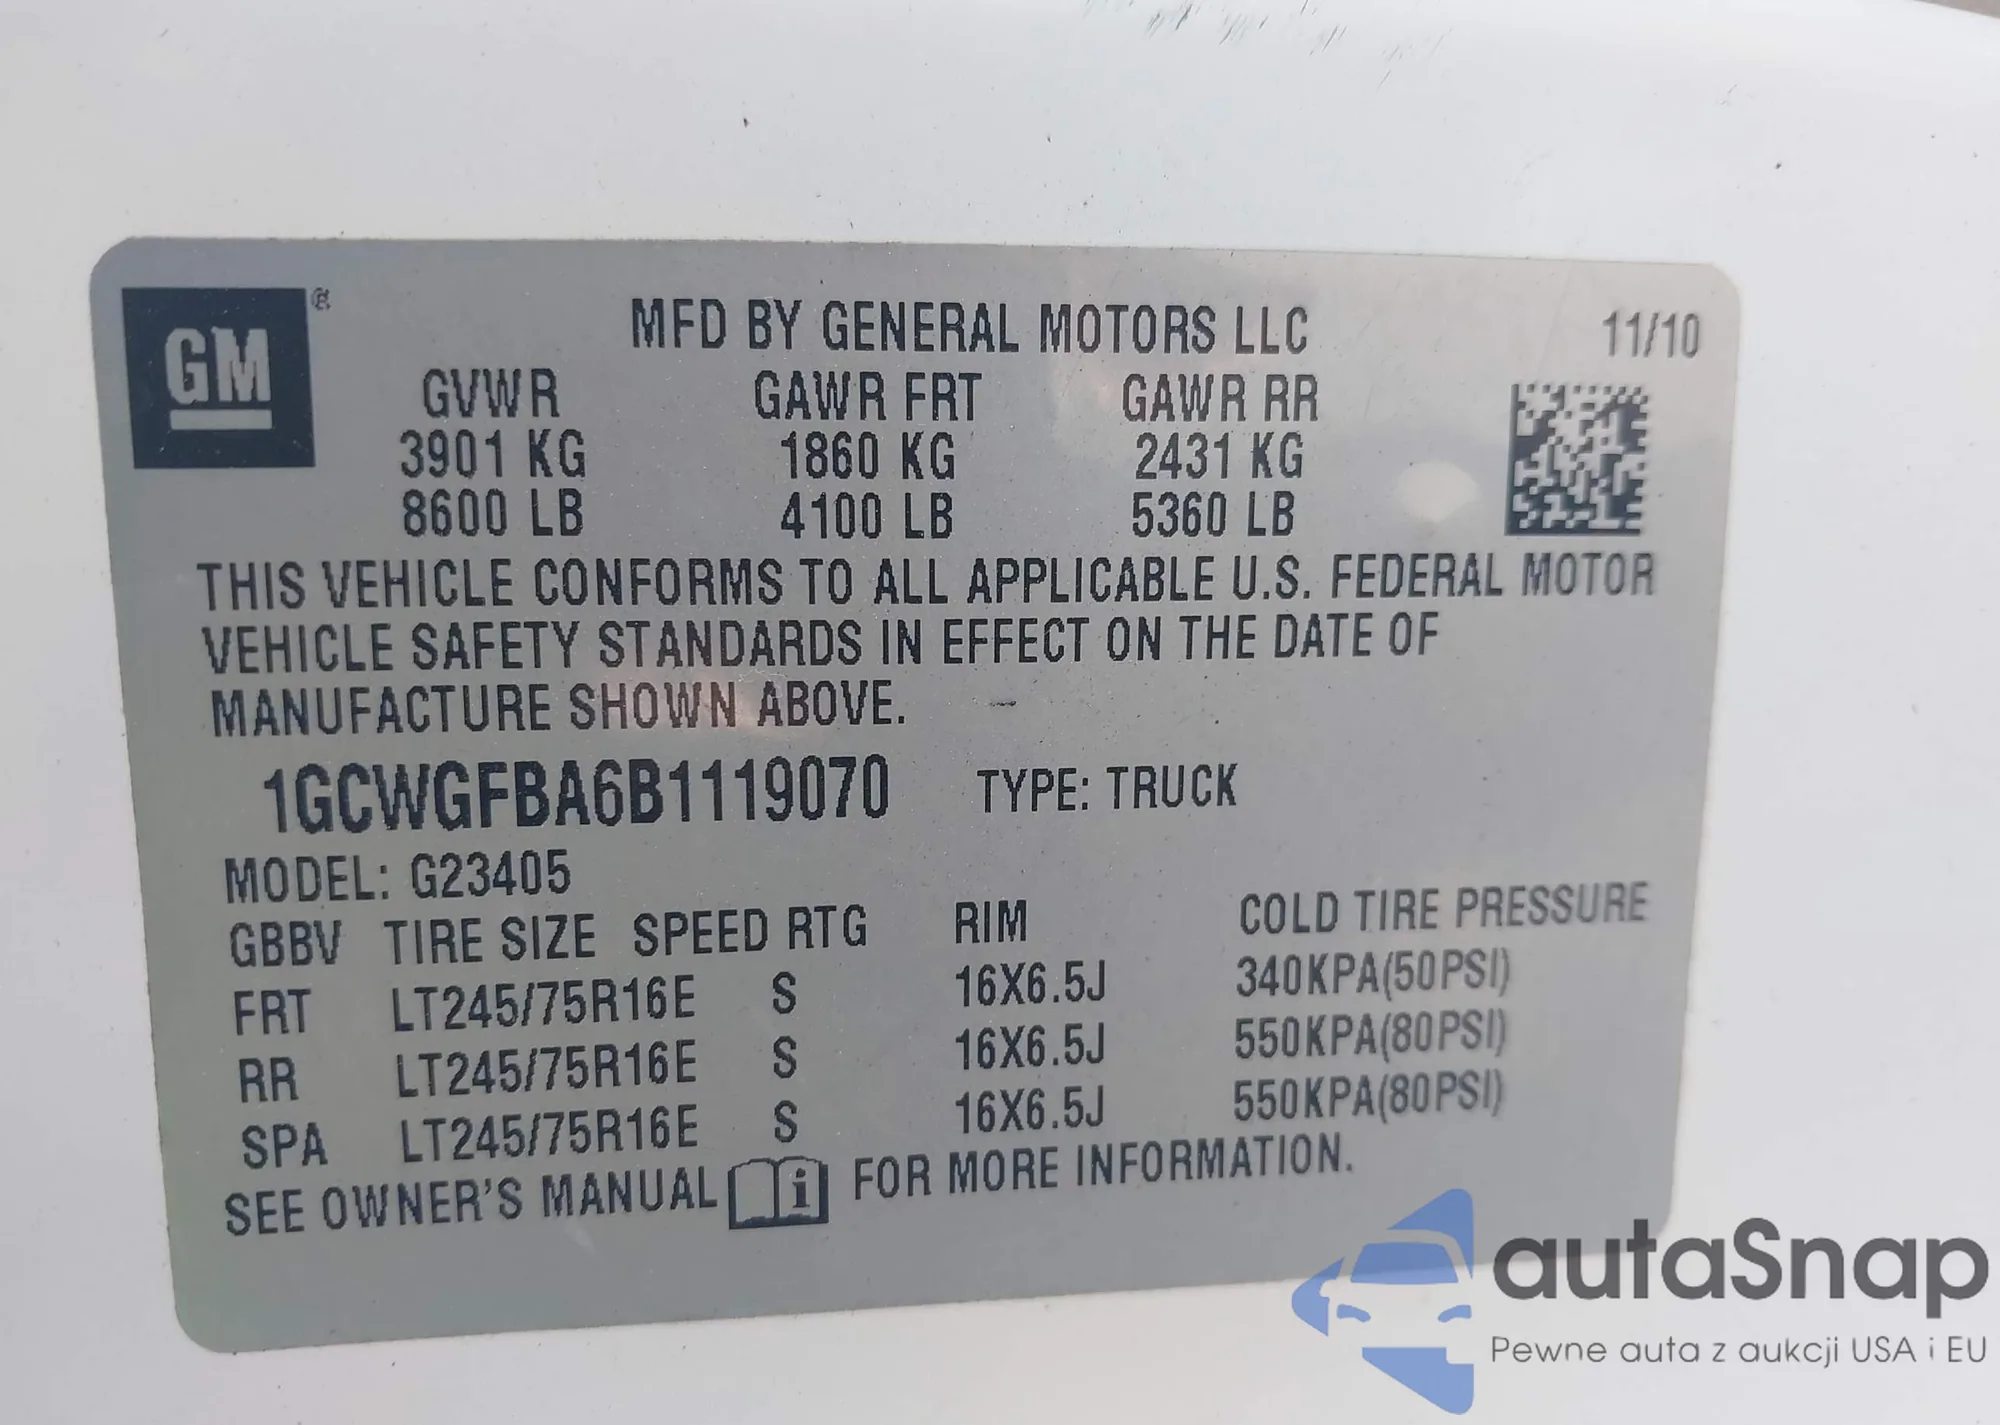 GM®
MFD BY GENERAL MOTORS LLC 11/10
GVWR GAWR FRT GAWR RR
3901 KG 1860 KG 2431 KG
8600 LB 4100 LB 5360 LB
THIS VEHICLE CONFORMS TO ALL APPLICABLE U.S. FEDERAL MOTOR
VEHICLE SAFETY STANDARDS IN EFFECT ON THE DATE OF
MANUFACTURE SHOWN ABOVE.
1GCWGFBA6B1119070 TYPE: TRUCK
MODEL: G23405
GBBV TIRE SIZE SPEED RTG RIM COLD TIRE PRESSURE
FRT LT245/75R16E S 16X6.5J 340KPA(50PSI)
RR LT245/75R16E S 16X6.5J 550KPA(80PSI)
SPA LT245/75R16E S 16X6.5J 550KPA(80PSI)
SEE OWNER'S MANUAL i FOR MORE INFORMATION.
autaSnap
Pewne auta z aukcji USA i EU